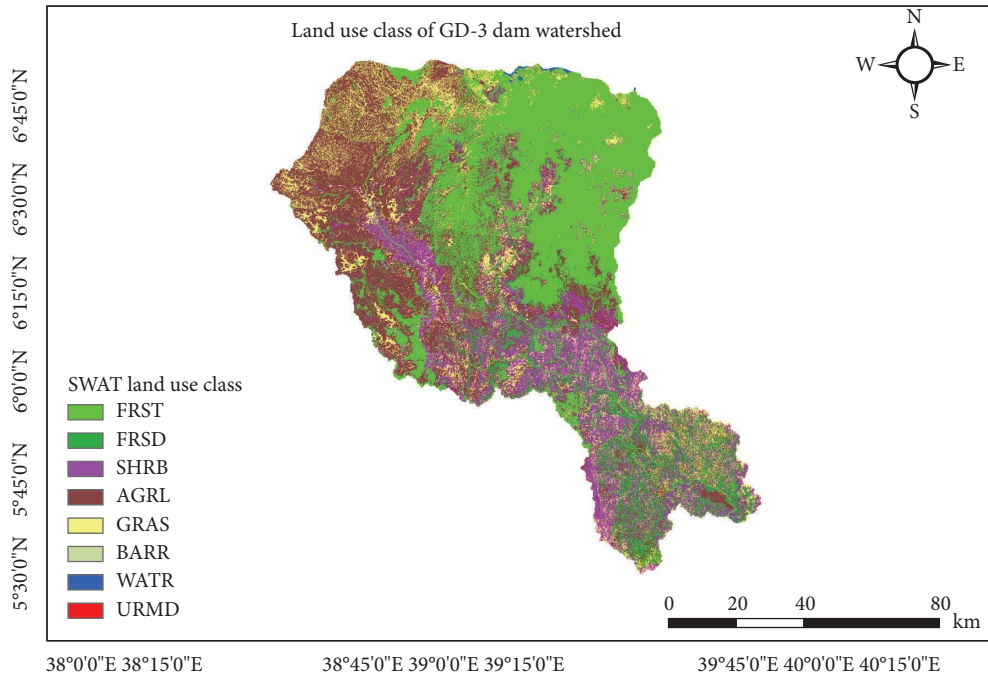 Land use class of GD-3 dam watershed
N
W E
S
6°45'0"N
6°30'0"N
6°15'0"N
6°0'0"N
5°45'0"N
5°30'0"N
SWAT land use class
FRST
FRSD
SHRB
AGRL
GRAS
BARR
WATR
URMD
0 20 40 80
km
38°0'0"E 38°15'0"E 38°45'0"E 39°0'0"E 39°15'0"E 39°45'0"E 40°0'0"E 40°15'0"E